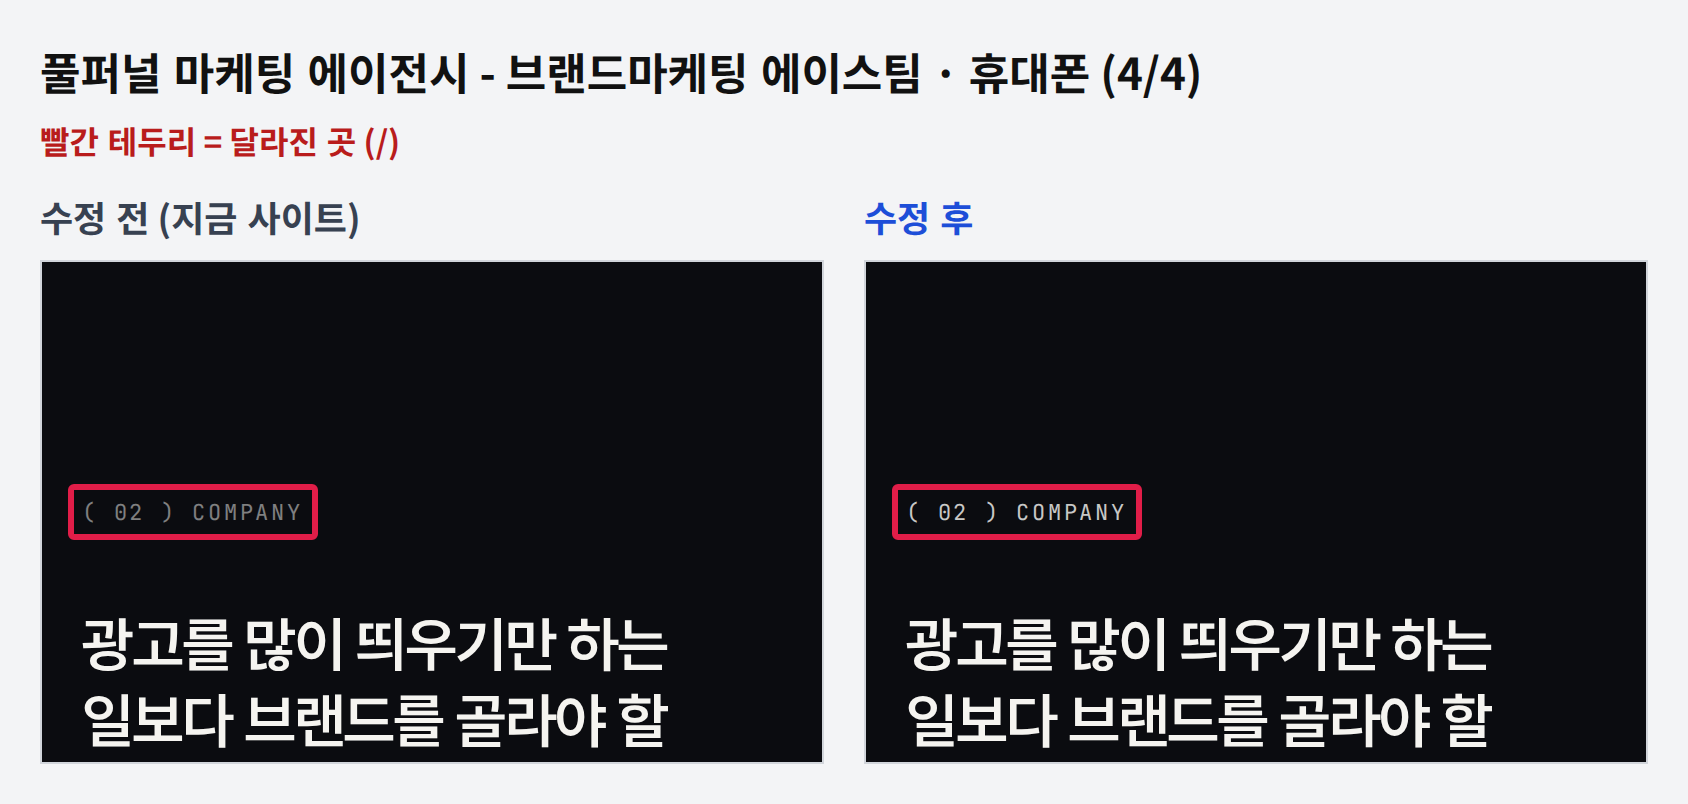 풀퍼널 마케팅 에이전시 - 브랜드마케팅 에이스팀 · 휴대폰 (4/4)
빨간 테두리 = 달라진 곳 (/)
수정 전 (지금 사이트)
( 02 ) COMPANY
광고를 많이 띄우기만 하는
일보다 브랜드를 골라야 할
수정 후
( 02 ) COMPANY
광고를 많이 띄우기만 하는
일보다 브랜드를 골라야 할